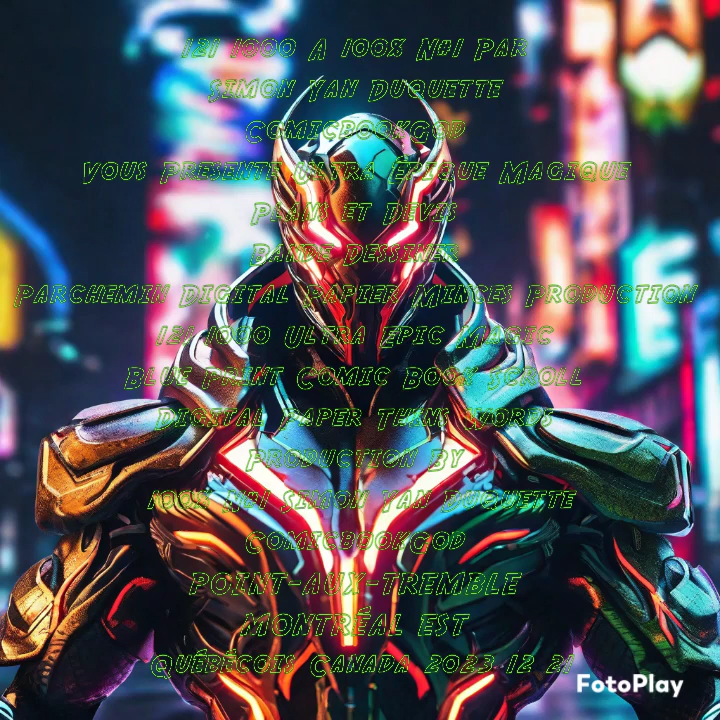 121 1000 A 100% N#1 Par
Simon Yan Duquette
ComicbookGod
Vous Presente Ultra Épique Magique
Plans et Devis
Bande Dessiner
Parchemin Digital Papier Minces Production
121 1000 Ultra Epic Magic
Blue Print Comic Book Scroll
Digital Paper Thins Words
Production By
100% N#1 Simon Yan Duquette
ComicbookGod
Point-aux-Tremble
Montréal Est
Québécois Canada 2023 12 21
FotoPlay